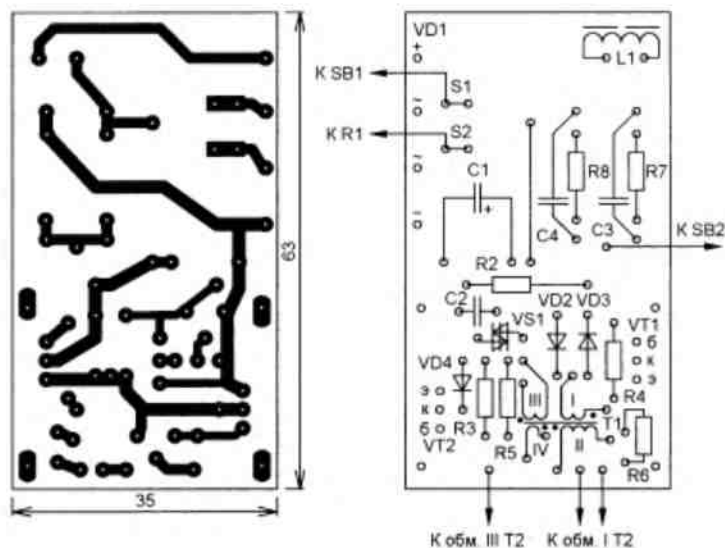 VD1
+
L1
К SB1
S1
~
К R1
S2
~
C1
R8
R7
+
−
C4
C3
К SB2
63
R2
C2
VD2
VD3
VS1
VT1
б
к
э
VD4
III
I
э
к
б
R3
T1
R4
VT2
R5
IV
II
R6
35
К обм. III T2
К обм. I T2